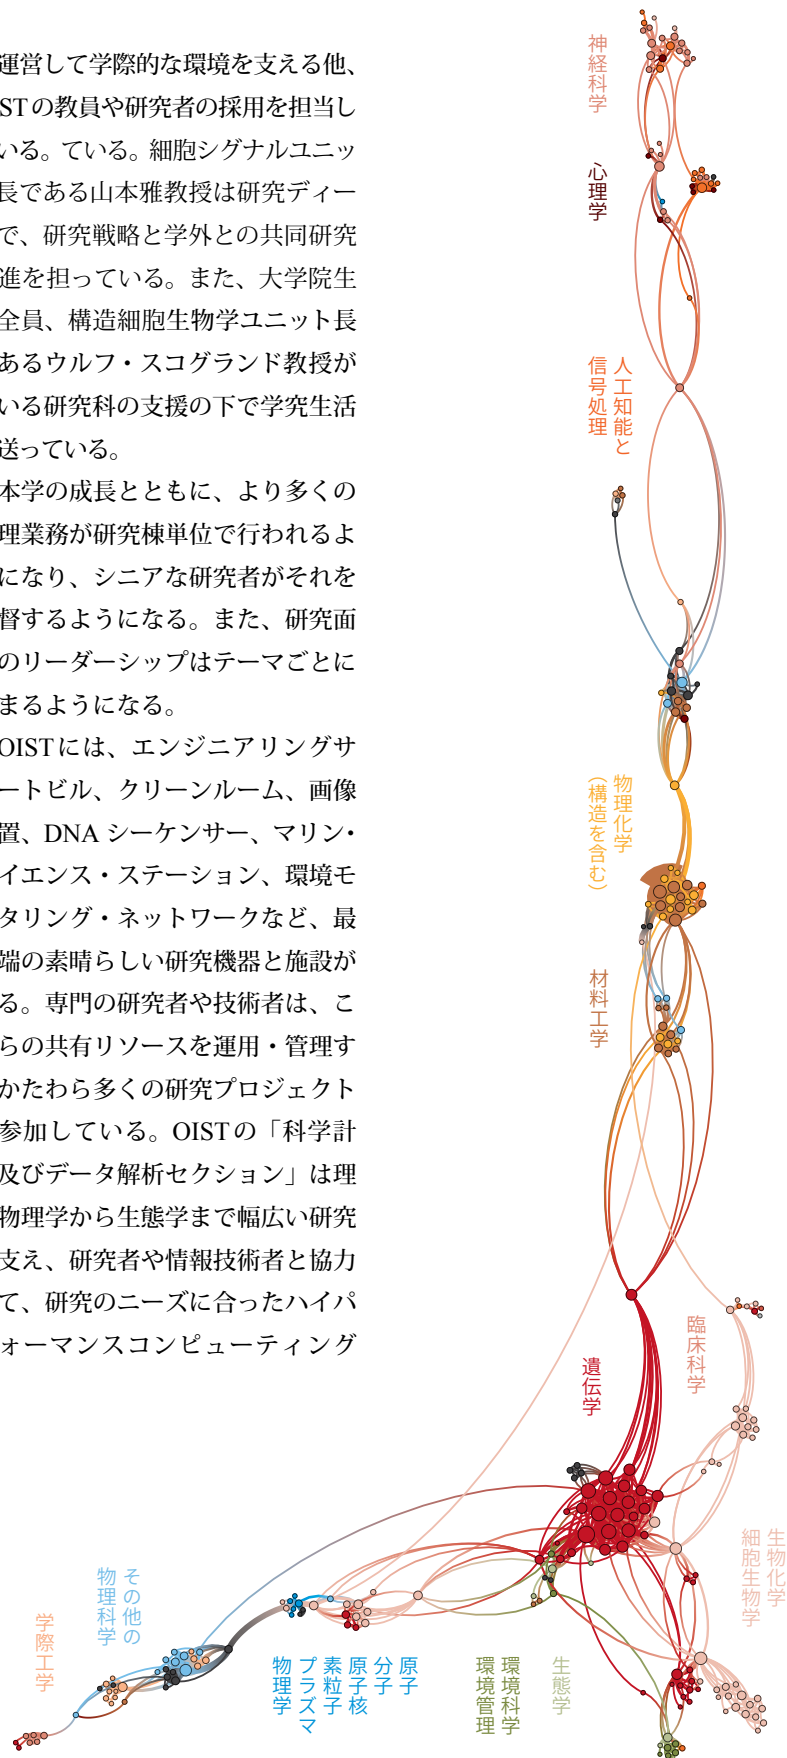 運営して学際的な環境を支える他、
STの教員や研究者の採用を担当し
いる。ている。細胞シグナルユニッ
長である山本雅教授は研究ディー
で、研究戦略と学外との共同研究
進を担っている。また、大学院生
全員、構造細胞生物学ユニット長
あるウルフ・スコグランド教授が
いる研究科の支援の下で学究生活
送っている。
本学の成長とともに、より多くの
理業務が研究棟単位で行われるよ
になり、シニアな研究者がそれを
督するようになる。また、研究面
のリーダーシップはテーマごとに
まるようになる。
OISTには、エンジニアリングサ
ートビル、クリーンルーム、画像
置、DNA シーケンサー、マリン・
イエンス・ステーション、環境モ
タリング・ネットワークなど、最
端の素晴らしい研究機器と施設が
る。専門の研究者や技術者は、こ
らの共有リソースを運用・管理す
かたわら多くの研究プロジェクト
参加している。OISTの「科学計
及びデータ解析セクション」は理
物理学から生態学まで幅広い研究
支え、研究者や情報技術者と協力
て、研究のニーズに合ったハイパ
ォーマンスコンピューティング
神経科学
心理学
人工知能と
信号処理
物理化学
（構造を含む）
材料工学
臨床科学
遺伝学
生物化学
細胞生物学
その他の
物理科学
学際工学
原子
分子
原子核
素粒子
プラズマ
物理学
環境科学
環境管理
生態学